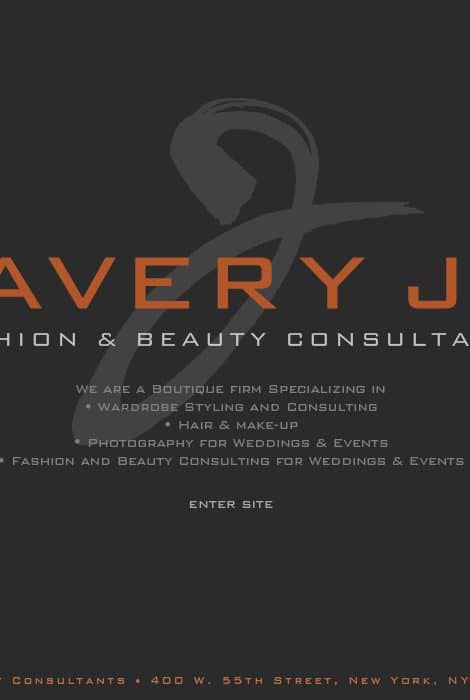 AVERY J
HION & BEAUTY CONSULTA
We are a Boutique firm Specializing in
• Wardrobe Styling and Consulting
• Hair & make-up
• Photography for Weddings & Events
• Fashion and Beauty Consulting for Weddings & Events
ENTER SITE
Y Consultants • 400 W. 55th Street, New York, NY